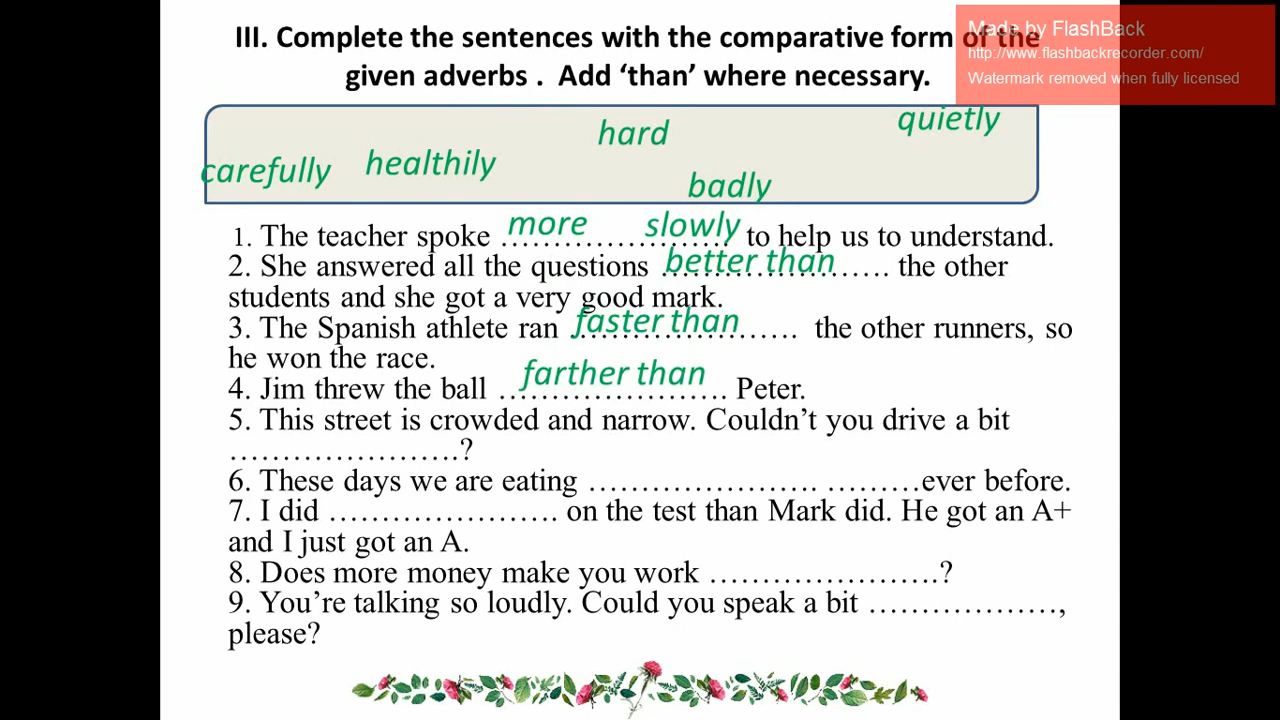 III. Complete the sentences with the comparative form of the
given adverbs . Add ‘than’ where necessary.
Made by FlashBack
http://www.flashbackrecorder.com/
Watermark removed when fully licensed
quietly
hard
healthily
carefully
badly
1. The teacher spoke more slowly to help us to understand.
2. She answered all the questions better than …. the other
students and she got a very good mark.
3. The Spanish athlete ran faster than …. the other runners, so
he won the race.
4. Jim threw the ball farther than …. Peter.
5. This street is crowded and narrow. Couldn’t you drive a bit
………………….?
6. These days we are eating …………………. ………ever before.
7. I did …………………. on the test than Mark did. He got an A+
and I just got an A.
8. Does more money make you work ………………….?
9. You’re talking so loudly. Could you speak a bit ………………,
please?